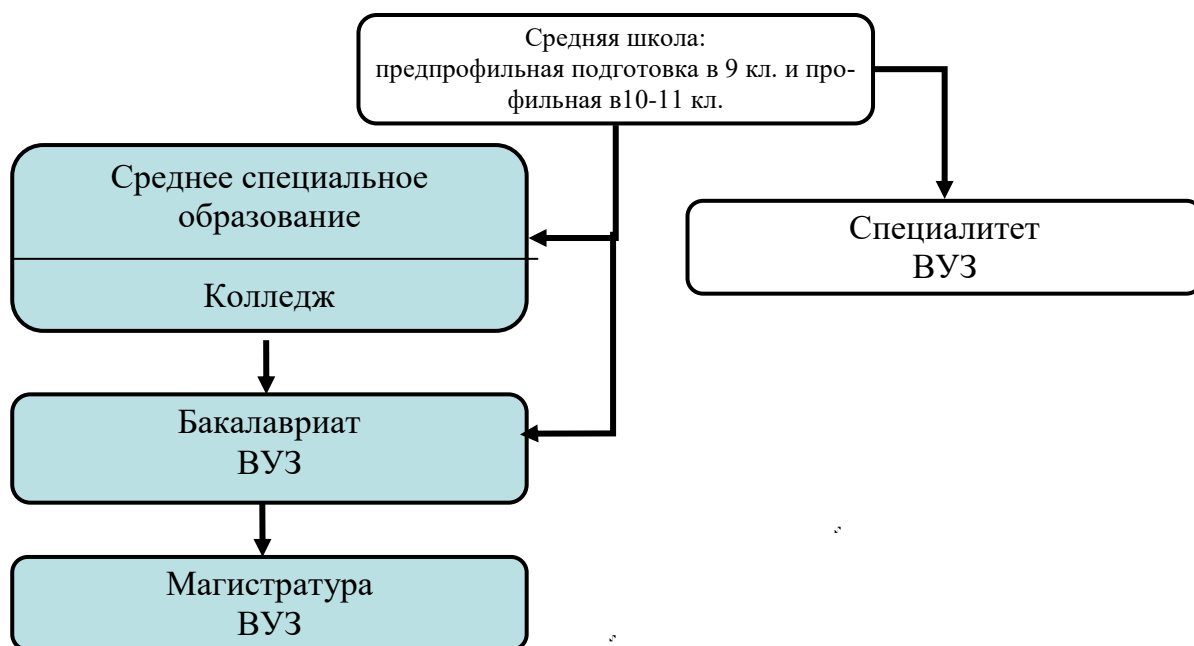 Средняя школа:
предпрофильная подготовка в 9 кл. и про-
фильная в10-11 кл.
Среднее специальное
образование
Колледж
Специалитет
ВУЗ
Бакалавриат
ВУЗ
Магистратура
ВУЗ